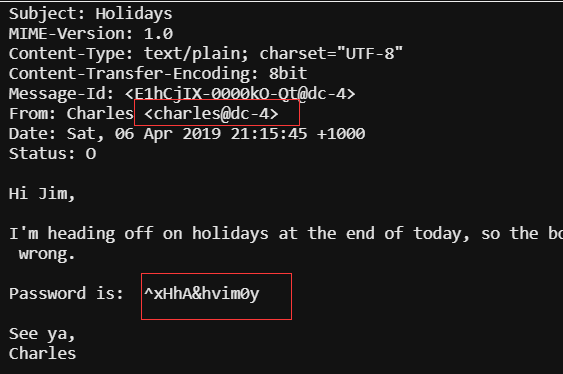 Subject: Holidays
MIME-Version: 1.0
Content-Type: text/plain; charset="UTF-8"
Content-Transfer-Encoding: 8bit
Message-Id: <E1hCjIX-0000kO-Qt@dc-4>
From: Charles <charles@dc-4>
Date: Sat, 06 Apr 2019 21:15:45 +1000
Status: O
Hi Jim,
I'm heading off on holidays at the end of today, so the bo
wrong.
Password is: ^xHhA&hvim0y
See ya,
Charles